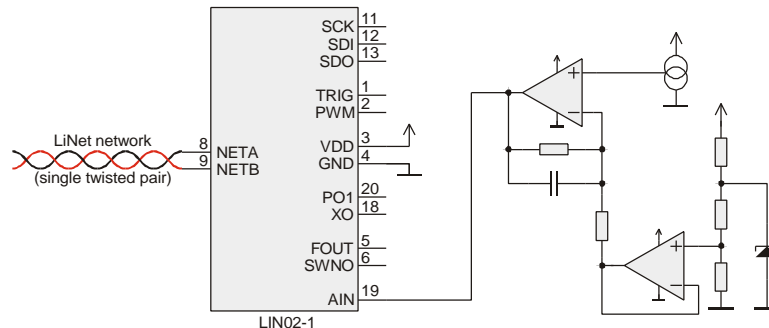 SCK 11
SDI 12
SDO 13
TRIG 1
PWM 2
VDD 3
GND 4
LiNet network
(single twisted pair)
8 NETA
9 NETB
PO1 20
XO 18
FOUT 5
SWNO 6
AIN 19
LIN02-1
+
−
+
−